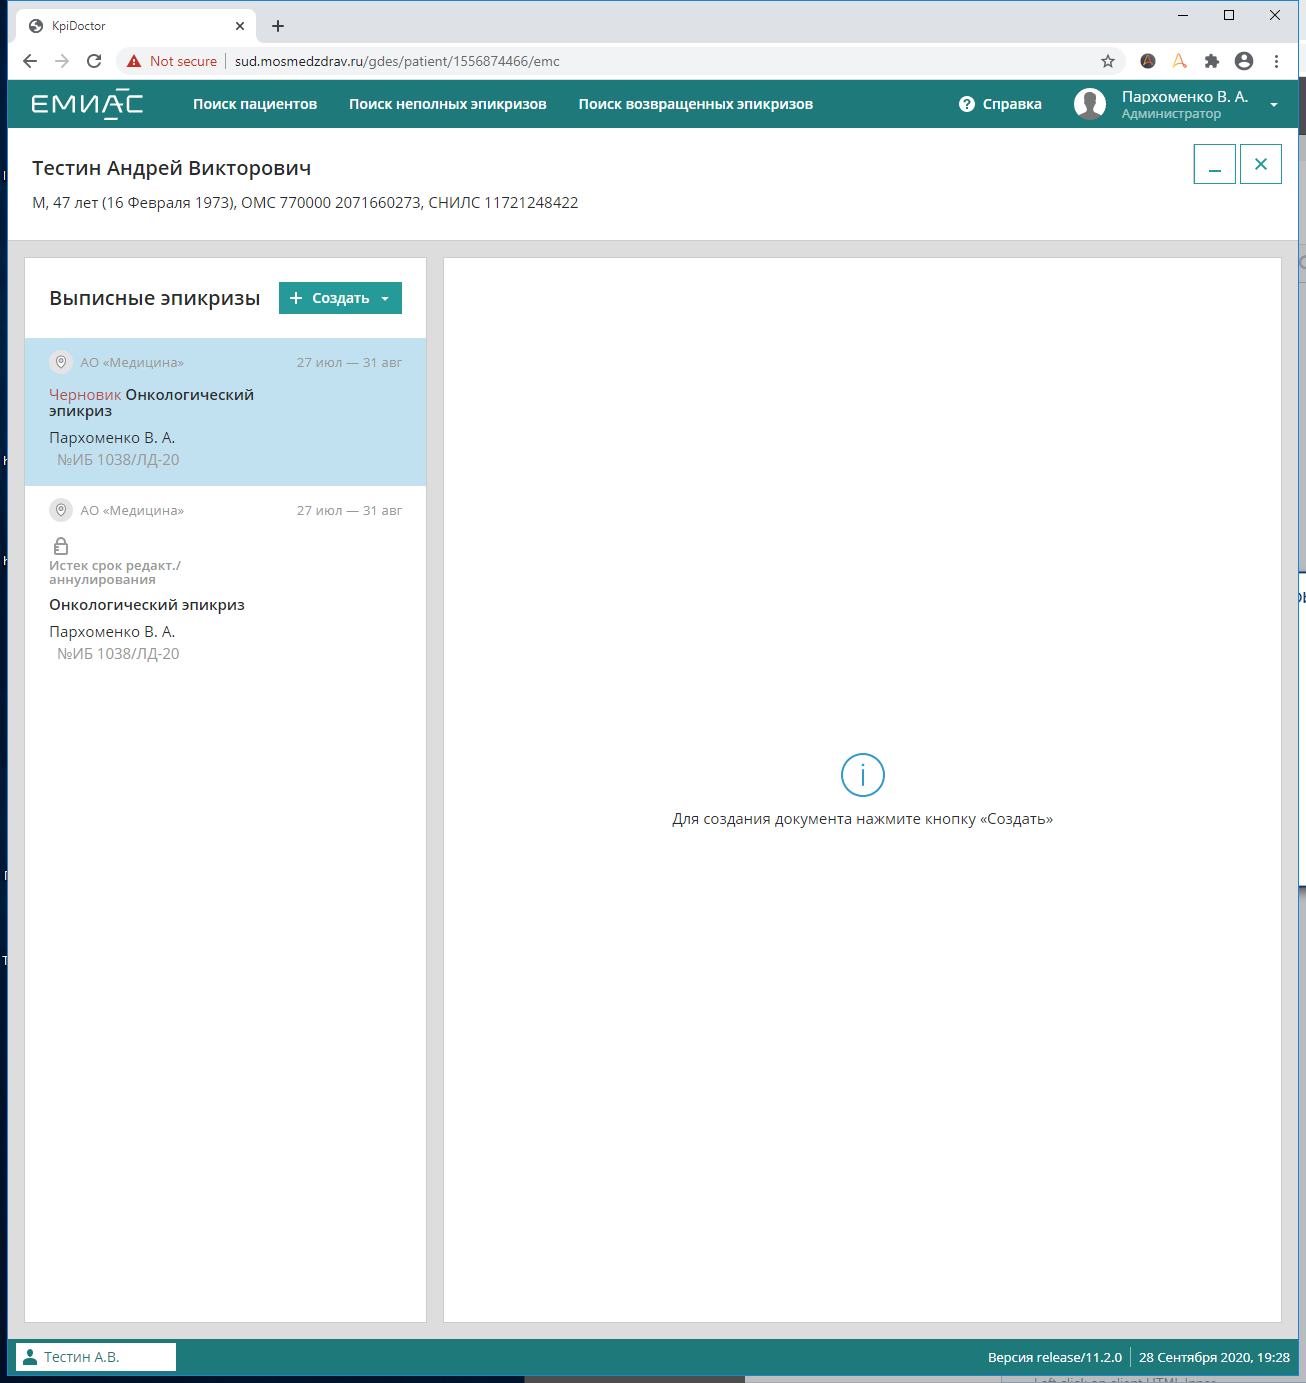 KpiDoctor
Not secure
sud.mosmedzdrav.ru/gdes/patient/1556874466/emc
ЕМИАС
Поиск пациентов
Поиск неполных эпикризов
Поиск возвращенных эпикризов
Справка
Пархоменко В. А.
Администратор
Тестин Андрей Викторович
М, 47 лет (16 Февраля 1973), ОМС 770000 2071660273, СНИЛС 11721248422
Выписные эпикризы
Создать
АО «Медицина»
27 июл — 31 авг
Черновик Онкологический
эпикриз
Пархоменко В. А.
№ИБ 1038/ЛД-20
АО «Медицина»
27 июл — 31 авг
Истек срок редакт./
аннулирования
Онкологический эпикриз
Пархоменко В. А.
№ИБ 1038/ЛД-20
Для создания документа нажмите кнопку «Создать»
Тестин А.В.
Версия release/11.2.0
28 Сентября 2020, 19:28